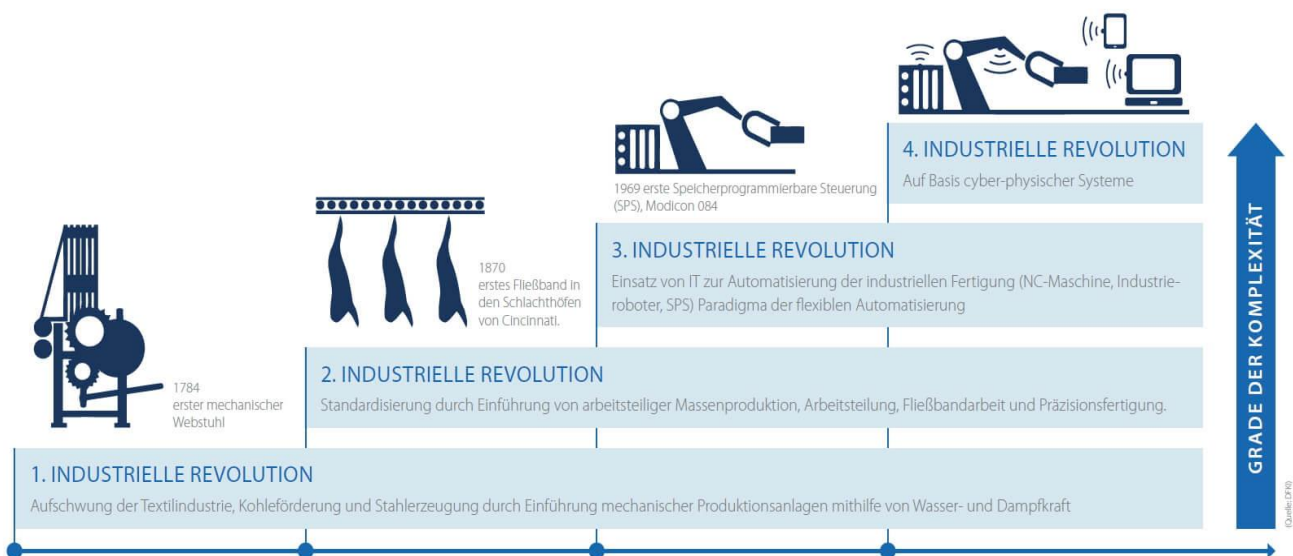 4. INDUSTRIELLE REVOLUTION
Auf Basis cyber-physischer Systeme
1969 erste Speicherprogrammierbare Steuerung
(SPS), Modicon 084
3. INDUSTRIELLE REVOLUTION
Einsatz von IT zur Automatisierung der industriellen Fertigung (NC-Maschine, Industrie-
roboter, SPS) Paradigma der flexiblen Automatisierung
1870
erstes Fließband in
den Schlachthöfen
von Cincinnati.
2. INDUSTRIELLE REVOLUTION
Standardisierung durch Einführung von arbeitsteiliger Massenproduktion, Arbeitsteilung, Fließbandarbeit und Präzisionsfertigung.
1784
erster mechanischer
Webstuhl
1. INDUSTRIELLE REVOLUTION
Aufschwung der Textilindustrie, Kohleförderung und Stahlerzeugung durch Einführung mechanischer Produktionsanlagen mithilfe von Wasser- und Dampfkraft
GRADE DER KOMPLEXITÄT
(Quelle: DFKI)